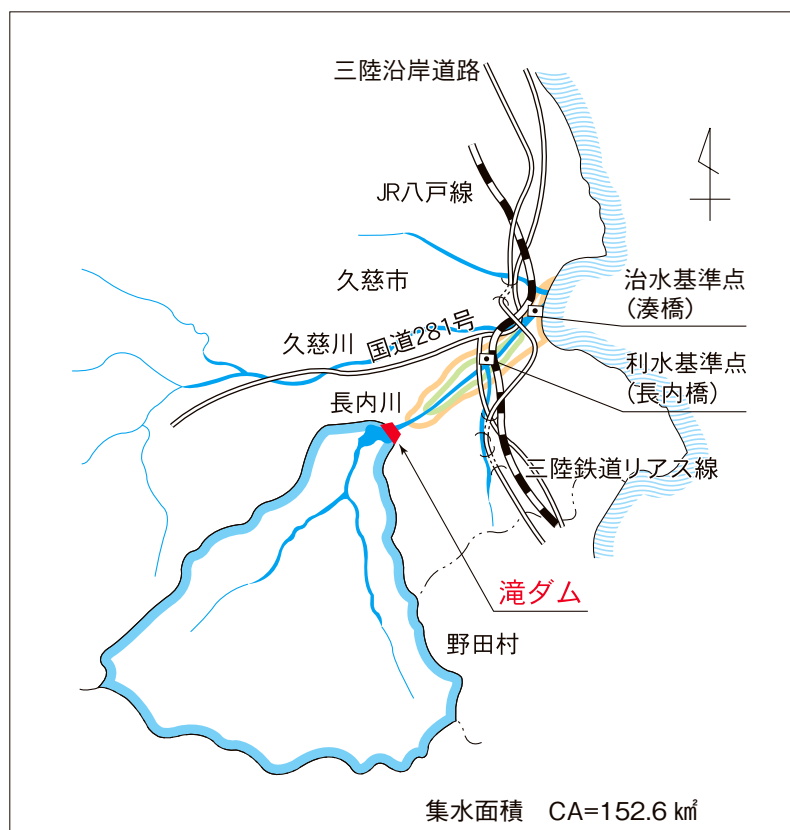 三陸沿岸道路
JR八戸線
久慈市
治水基準点
(湊橋)
久慈川
国道281号
利水基準点
(長内橋)
長内川
三陸鉄道リアス線
滝ダム
野田村
集水面積 CA=152.6㎢